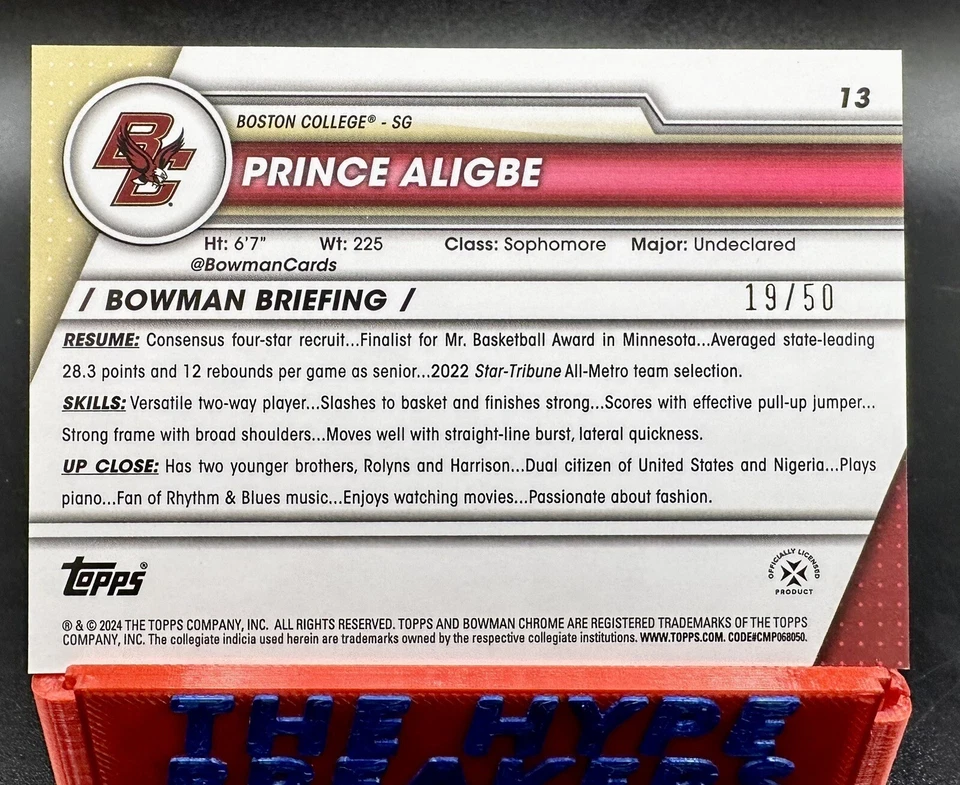 13
BC
BOSTON COLLEGE® - SG
PRINCE ALIGBE
Ht: 6'7" Wt: 225 Class: Sophomore Major: Undeclared
@BowmanCards
/ BOWMAN BRIEFING / 19/50
RESUME: Consensus four-star recruit...Finalist for Mr. Basketball Award in Minnesota...Averaged state-leading
28.3 points and 12 rebounds per game as senior...2022 Star-Tribune All-Metro team selection.
SKILLS: Versatile two-way player...Slashes to basket and finishes strong...Scores with effective pull-up jumper...
Strong frame with broad shoulders...Moves well with straight-line burst, lateral quickness.
UP CLOSE: Has two younger brothers, Rolyns and Harrison...Dual citizen of United States and Nigeria...Plays
piano...Fan of Rhythm & Blues music...Enjoys watching movies...Passionate about fashion.
topps®
OFFICIALLY LICENSED
PRODUCT
® & © 2024 THE TOPPS COMPANY, INC. ALL RIGHTS RESERVED. TOPPS AND BOWMAN CHROME ARE REGISTERED TRADEMARKS OF THE TOPPS
COMPANY, INC. The collegiate indicia used herein are trademarks owned by the respective collegiate institutions. WWW.TOPPS.COM. CODE#CMP068050.
THE HYPE
BREAKERS